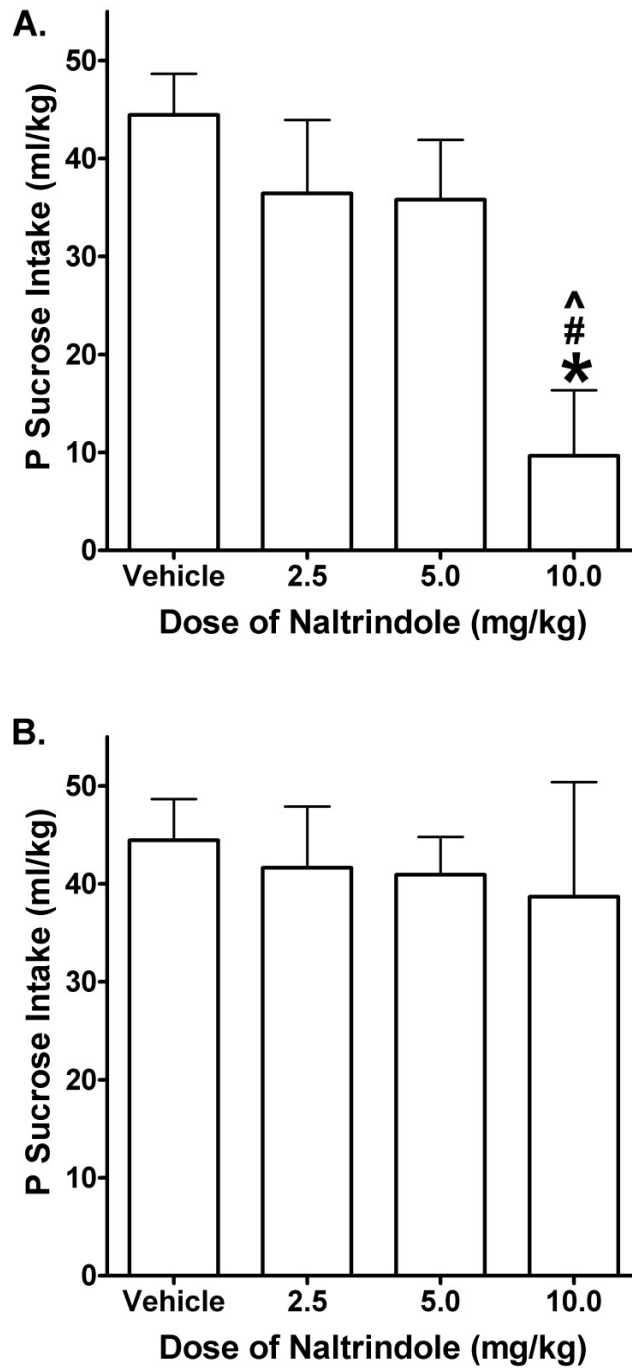 A.
P Sucrose Intake (ml/kg)
50
40
30
20
10
0
^
#
*
Vehicle 2.5 5.0 10.0
Dose of Naltrindole (mg/kg)
B.
P Sucrose Intake (ml/kg)
50
40
30
20
10
0
Vehicle 2.5 5.0 10.0
Dose of Naltrindole (mg/kg)